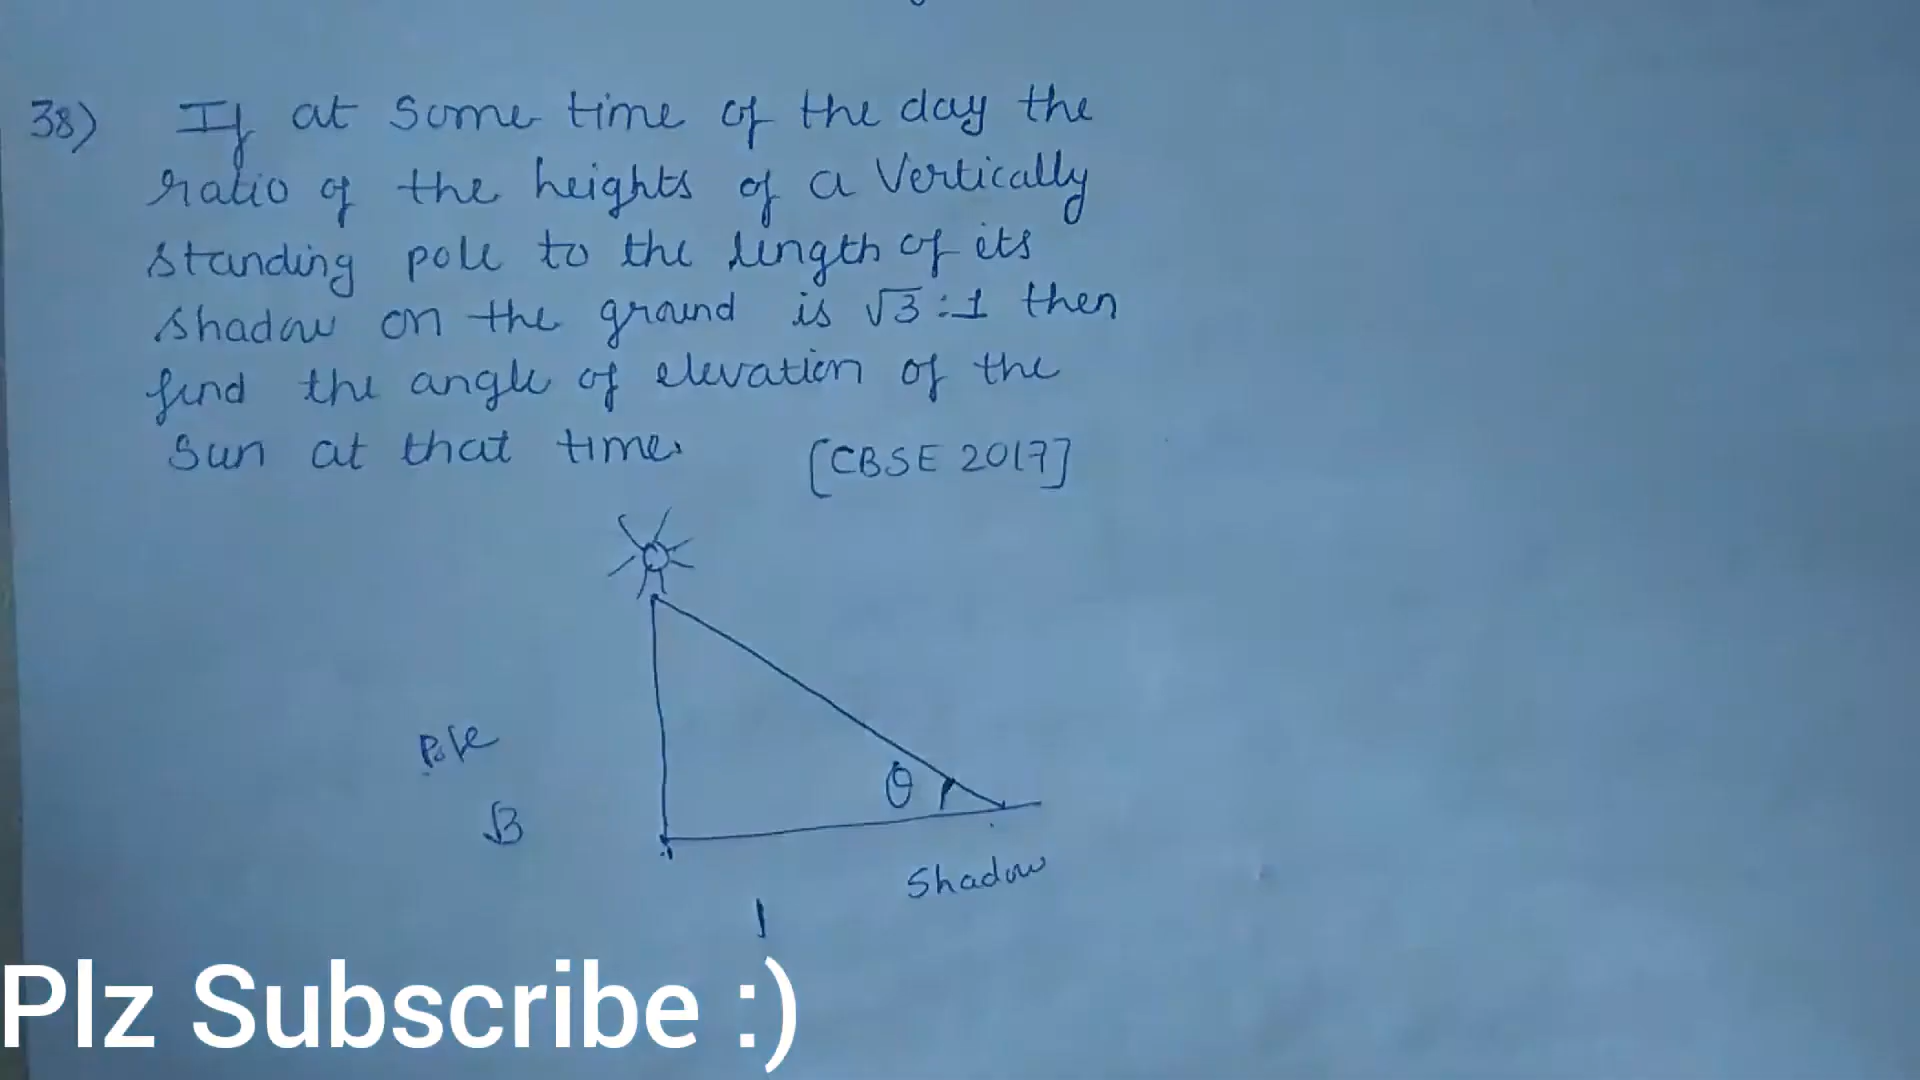 38) If at some time of the day the
ratio of the heights of a vertically
standing pole to the length of its
shadow on the ground is √3:1 then
find the angle of elevation of the
sun at that time.
[CBSE 2017]
Pole
θ
√3
Shadow
1
Plz Subscribe :)